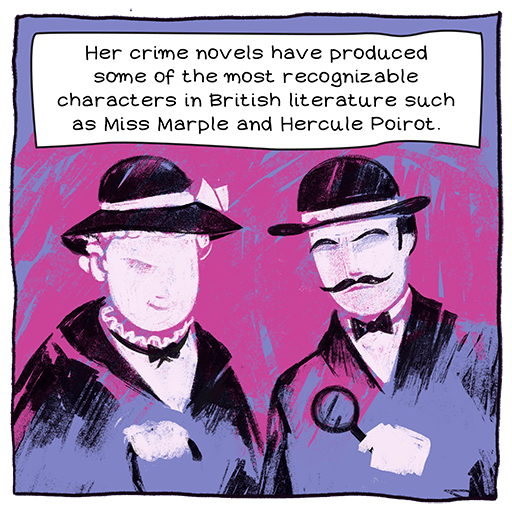 Her crime novels have produced
some of the most recognizable
characters in British literature such
as Miss Marple and Hercule Poirot.